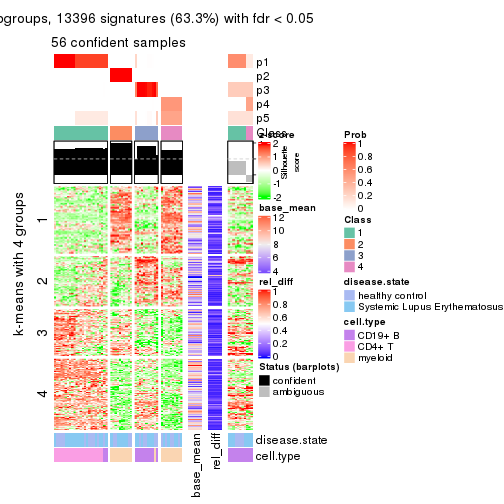 ogroups, 13396 signatures (63.3%) with fdr < 0.05
56 confident samples
p1
p2
p3
p4
p5
Class
z-score
2
1
0
-1
-2
Silhouette
score
base_mean
12
10
8
6
4
rel_diff
1
0.8
0.6
0.4
0.2
0
Status (barplots)
confident
ambiguous
Prob
1
0.8
0.6
0.4
0.2
0
Class
1
2
3
4
disease.state
healthy control
Systemic Lupus Erythematosus
cell.type
CD19+ B
CD4+ T
myeloid
k-means with 4 groups
1
2
3
4
disease.state
cell.type
base_mean
rel_diff